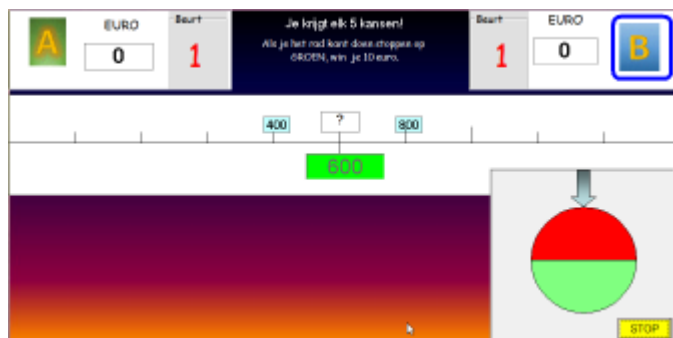 A
EURO
0
Beurt
1
Je krijgt elk 5 kansen!
Als je het rad kant doen stoppen op
GROEN, win je 10 euro.
Beurt
1
EURO
0
B
400
?
800
600
STOP